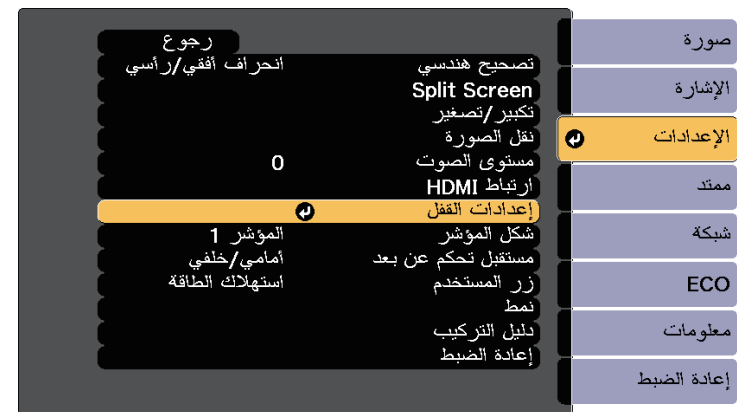 صورة
الإشارة
الإعدادات
ممتد
شبكة
ECO
معلومات
إعادة الضبط
رجوع
تصحيح هندسي انحراف أفقي/رأسي
Split Screen
تكبير/تصغير
نقل الصورة
مستوى الصوت 0
ارتباط HDMI
إعدادات القفل
شكل المؤشر المؤشر 1
مستقبل تحكم عن بعد أمامي/خلفي
زر المستخدم استهلاك الطاقة
نمط
دليل التركيب
إعادة الضبط